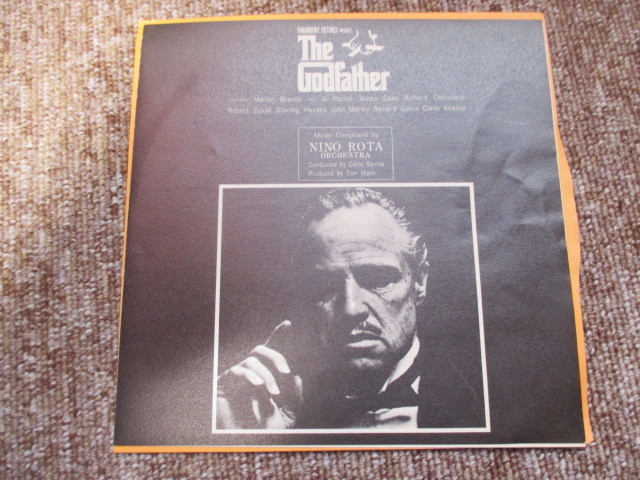 PARAMOUNT PICTURES PRESENTS
The
Godfather
Marlon Brando Al Pacino James Caan Richard Castellano
Robert Duvall Sterling Hayden John Marley Richard Conte Diane Keaton
Music Composed by
NINO ROTA
ORCHESTRA
Conducted by Carlo Savina
Produced by Tom Mack